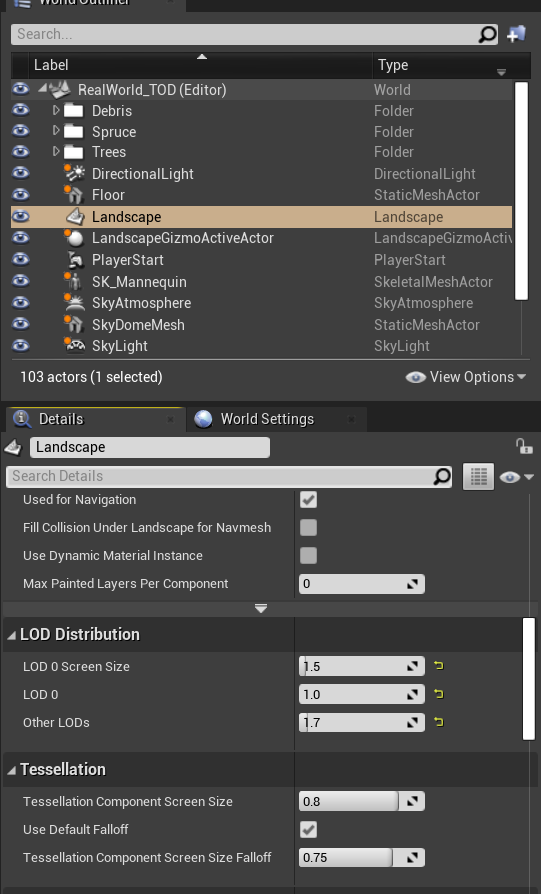 World Outliner
Search...
Label Type
RealWorld_TOD (Editor) World
Debris Folder
Spruce Folder
Trees Folder
DirectionalLight DirectionalLight
Floor StaticMeshActor
Landscape Landscape
LandscapeGizmoActiveActor LandscapeGizmoActiv
PlayerStart PlayerStart
SK_Mannequin SkeletalMeshActor
SkyAtmosphere SkyAtmosphere
SkyDomeMesh StaticMeshActor
SkyLight SkyLight
103 actors (1 selected) View Options
Details World Settings
Landscape
Search Details
Used for Navigation
Fill Collision Under Landscape for Navmesh
Use Dynamic Material Instance
Max Painted Layers Per Component 0
LOD Distribution
LOD 0 Screen Size 1.5
LOD 0 1.0
Other LODs 1.7
Tessellation
Tessellation Component Screen Size 0.8
Use Default Falloff
Tessellation Component Screen Size Falloff 0.75